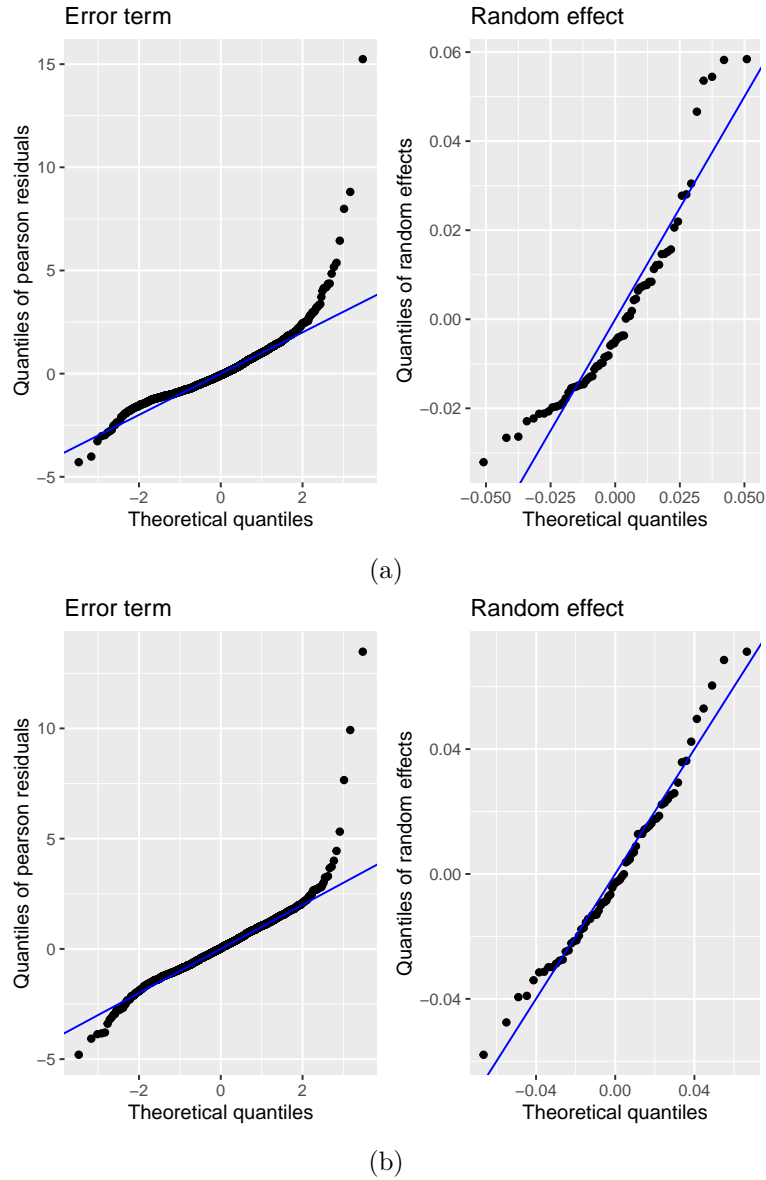 Error term
Random effect
Quantiles of pearson residuals
15
10
5
0
−5
−2
0
2
Theoretical quantiles
Quantiles of random effects
0.06
0.04
0.02
0.00
−0.02
−0.050
−0.025
0.000
0.025
0.050
Theoretical quantiles
(a)
Error term
Random effect
Quantiles of pearson residuals
10
5
0
−5
−2
0
2
Theoretical quantiles
Quantiles of random effects
0.04
0.00
−0.04
−0.04
0.00
0.04
Theoretical quantiles
(b)